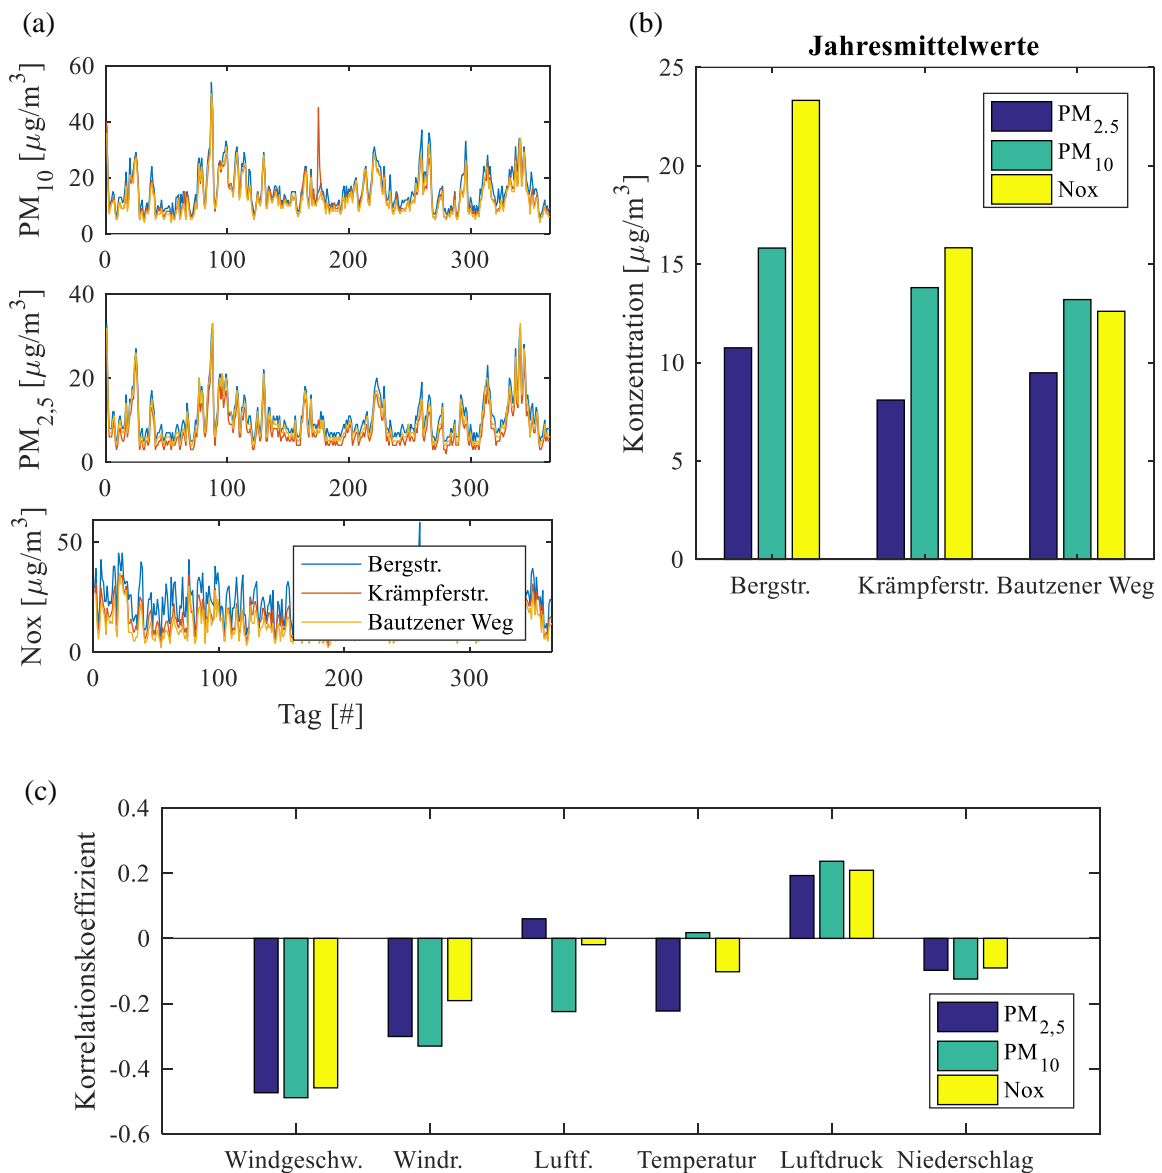 (a)
60
40
20
0
PM10 [μg/m³]
0 100 200 300
40
20
0
PM2,5 [μg/m³]
0 100 200 300
50
0
Nox [μg/m³]
Bergstr.
Krämpferstr.
Bautzener Weg
0 100 200 300
Tag [#]
(b)
Jahresmittelwerte
25
20
15
10
5
0
Konzentration [μg/m³]
PM2.5
PM10
Nox
Bergstr. Krämpferstr. Bautzener Weg
(c)
0.4
0.2
0
-0.2
-0.4
-0.6
Korrelationskoeffizient
PM2,5
PM10
Nox
Windgeschw. Windr. Luftf. Temperatur Luftdruck Niederschlag